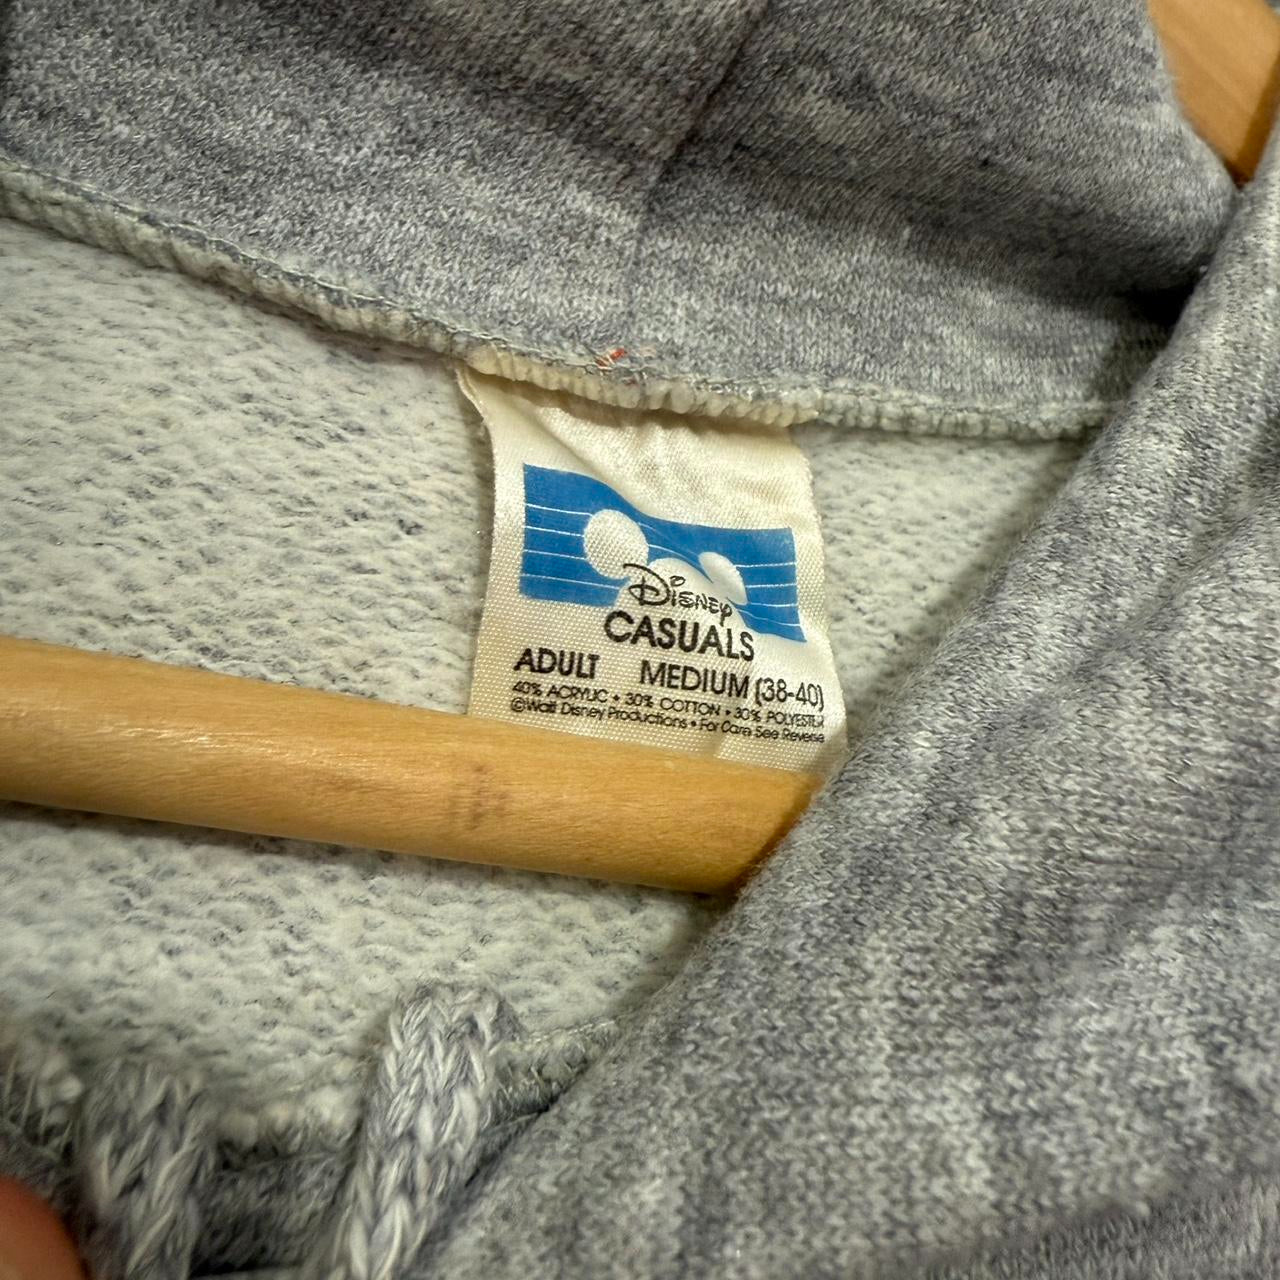 Disney
CASUALS
ADULT MEDIUM (38-40)
40% ACRYLIC • 30% COTTON • 30% POLYESTER
©Walt Disney Productions • For Care See Reverse